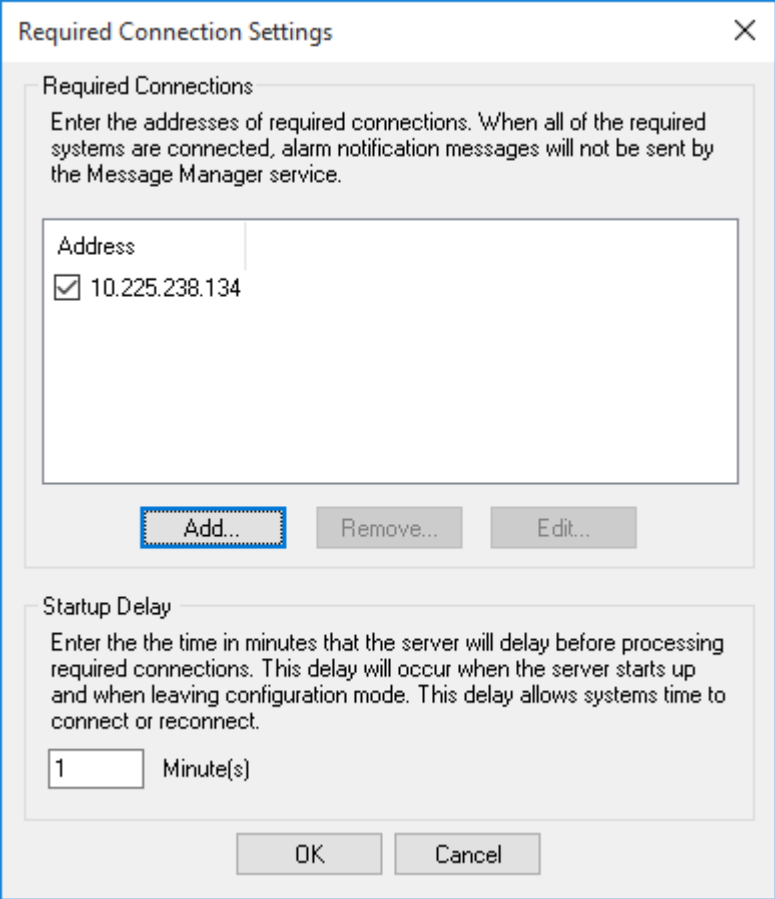 Required Connection Settings
Required Connections
Enter the addresses of required connections. When all of the required
systems are connected, alarm notification messages will not be sent by
the Message Manager service.
Address
10.225.238.134
Add...
Remove...
Edit...
Startup Delay
Enter the the time in minutes that the server will delay before processing
required connections. This delay will occur when the server starts up
and when leaving configuration mode. This delay allows systems time to
connect or reconnect.
1 Minute(s)
OK
Cancel